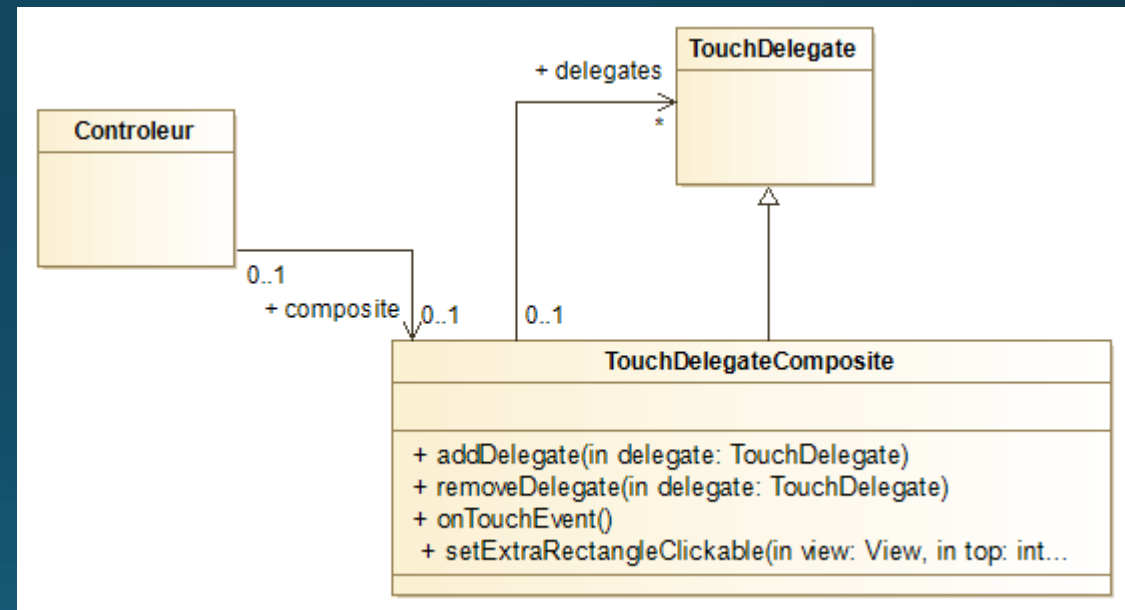 TouchDelegate
+ delegates
*
Controleur
0..1
+ composite
0..1
0..1
TouchDelegateComposite
+ addDelegate(in delegate: TouchDelegate)
+ removeDelegate(in delegate: TouchDelegate)
+ onTouchEvent()
+ setExtraRectangleClickable(in view: View, in top: int...